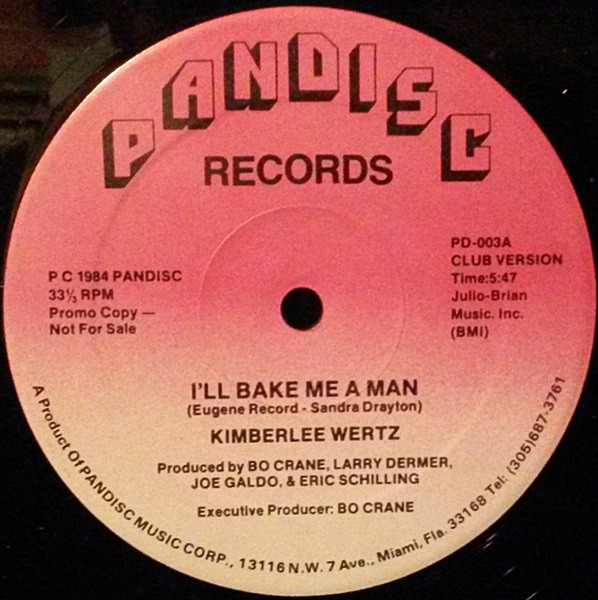 PANDISC
RECORDS
P C 1984 PANDISC
33⅓ RPM
Promo Copy —
Not For Sale
PD-003A
CLUB VERSION
Time:5:47
Julio-Brian
Music. Inc.
(BMI)
I'LL BAKE ME A MAN
(Eugene Record - Sandra Drayton)
KIMBERLEE WERTZ
Produced by BO CRANE, LARRY DERMER,
JOE GALDO, & ERIC SCHILLING
Executive Producer: BO CRANE
A Product Of PANDISC MUSIC CORP., 13116 N.W. 7 Ave., Miami, Fla. 33168 Tel: (305)687-3761